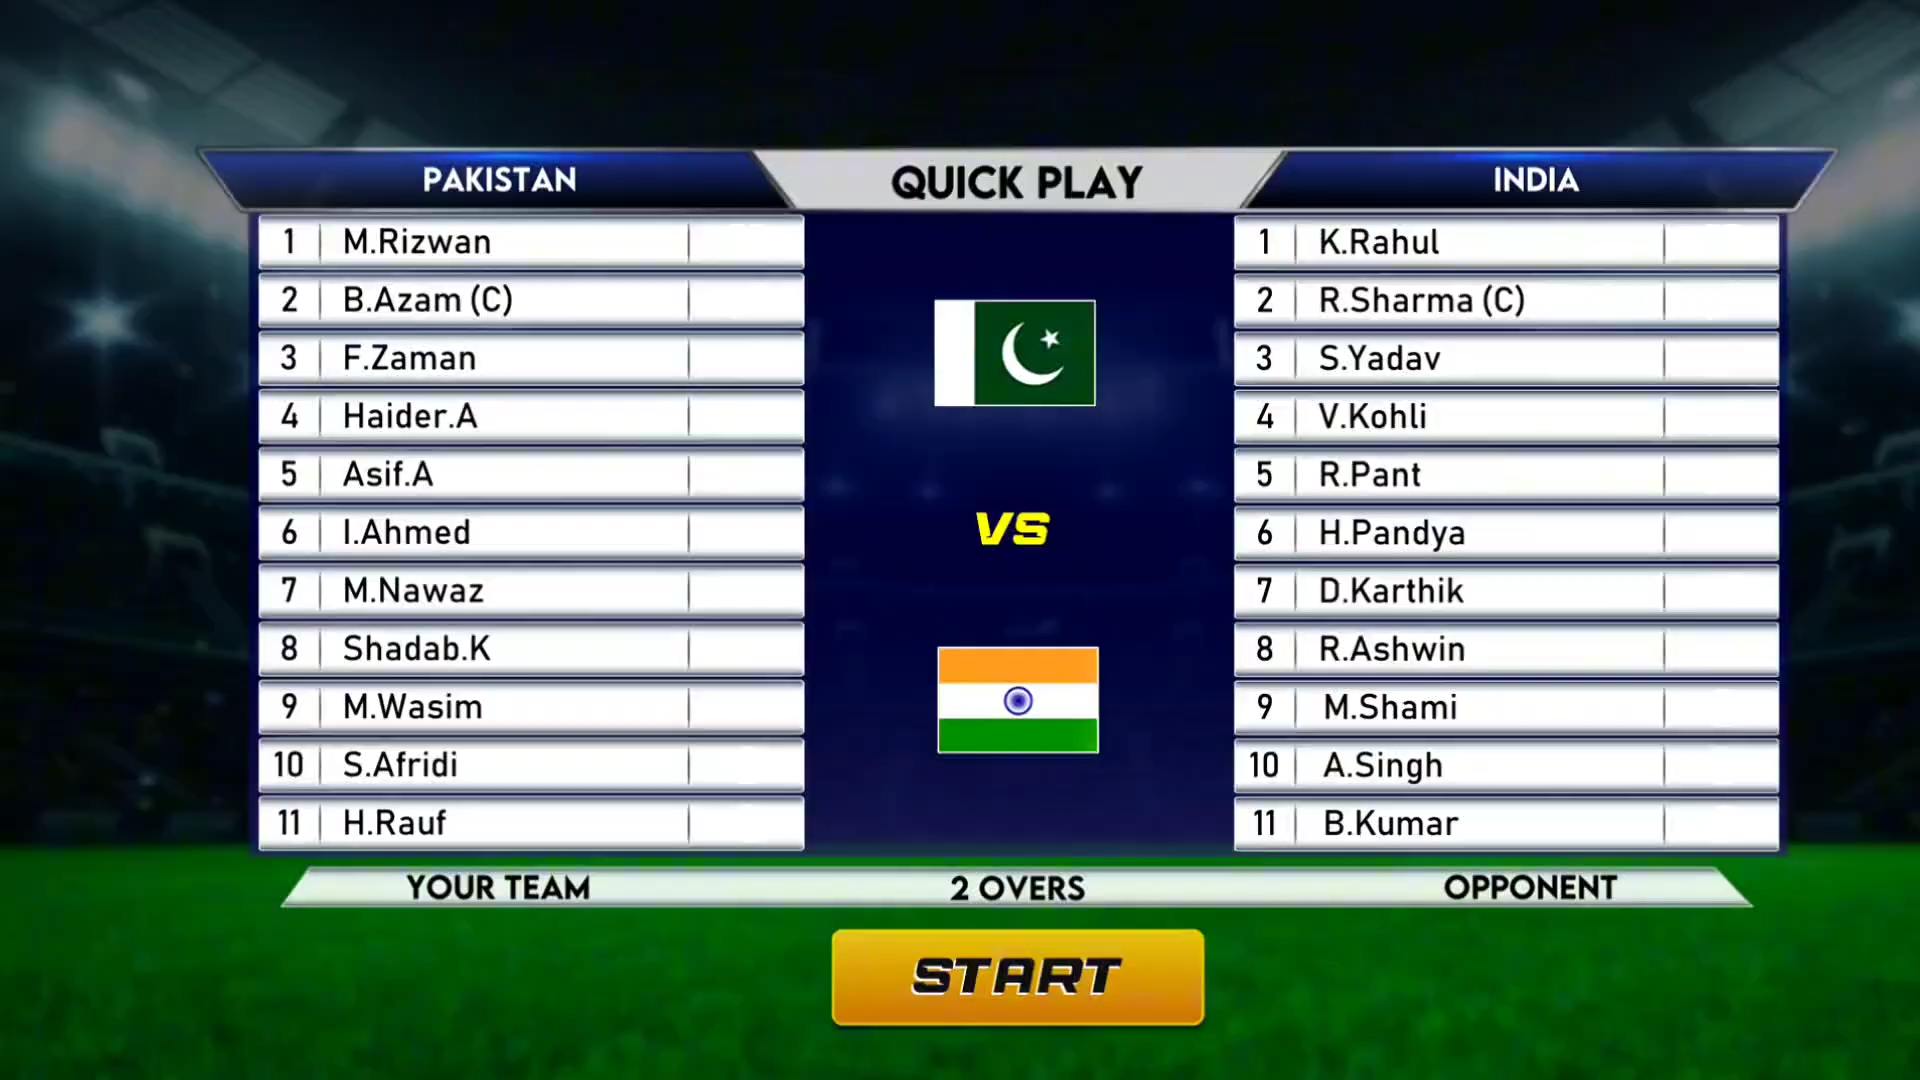 PAKISTAN QUICK PLAY INDIA
1 M.Rizwan
2 B.Azam (C)
3 F.Zaman
4 Haider.A
5 Asif.A
6 I.Ahmed
7 M.Nawaz
8 Shadab.K
9 M.Wasim
10 S.Afridi
11 H.Rauf
VS
1 K.Rahul
2 R.Sharma (C)
3 S.Yadav
4 V.Kohli
5 R.Pant
6 H.Pandya
7 D.Karthik
8 R.Ashwin
9 M.Shami
10 A.Singh
11 B.Kumar
YOUR TEAM 2 OVERS OPPONENT
START